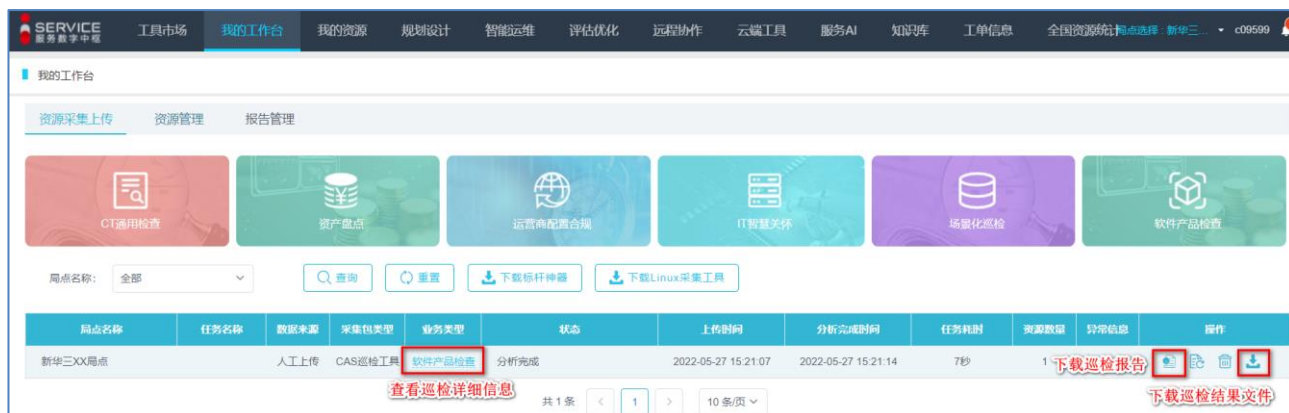 SERVICE
服务数字中枢
工具市场 我的工作台 我的资源 规划设计 智能运维 评估优化 远程协作 云端工具 服务AI 知识库 工单信息 全国资源统计 局点选择：新华三... c09599
我的工作台
资源采集上传 资源管理 报告管理
CT通用检查 资产盘点 运营商配置合规 IT智慧关怀 场景化巡检 软件产品检查
局点名称： 全部 查询 重置 下载标杆神器 下载Linux采集工具
局点名称 任务名称 数据来源 采集包类型 业务类型 状态 上传时间 分析完成时间 任务耗时 资源数量 异常信息 操作
新华三XX局点 人工上传 CAS巡检工具 软件产品检查 分析完成 2022-05-27 15:21:07 2022-05-27 15:21:14 7秒 1 下载巡检报告
查看巡检详细信息 下载巡检结果文件
共 1 条 < 1 > 10 条/页